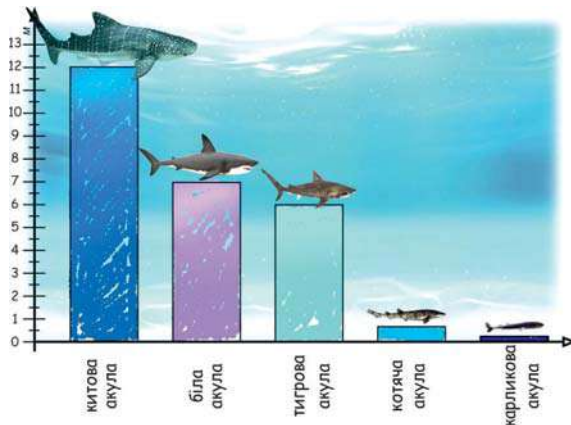 м
13
12
11
10
9
8
7
6
5
4
3
2
1
0
китова
акула
біла
акула
тигрова
акула
котяча
акула
карликова
акула